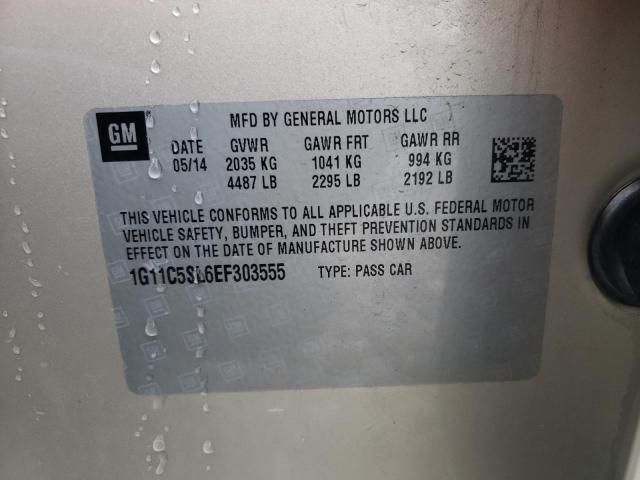 GM
MFD BY GENERAL MOTORS LLC
DATE GVWR GAWR FRT GAWR RR
05/14 2035 KG 1041 KG 994 KG
4487 LB 2295 LB 2192 LB
THIS VEHICLE CONFORMS TO ALL APPLICABLE U.S. FEDERAL MOTOR
VEHICLE SAFETY, BUMPER, AND THEFT PREVENTION STANDARDS IN
EFFECT ON THE DATE OF MANUFACTURE SHOWN ABOVE.
1G11C5SL6EF303555 TYPE: PASS CAR